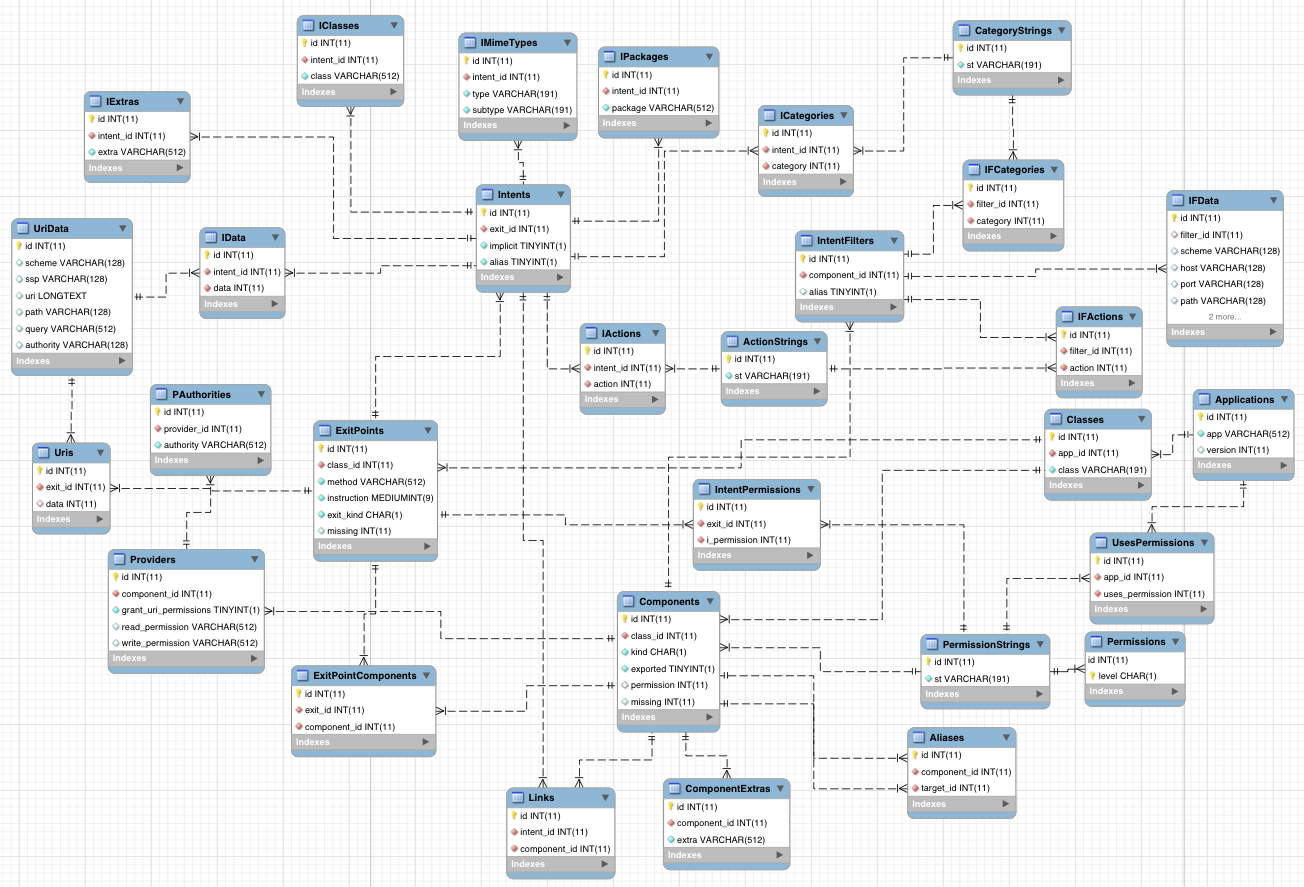 IClasses
id INT(11)
intent_id INT(11)
class VARCHAR(512)
Indexes
IMimeTypes
id INT(11)
intent_id INT(11)
type VARCHAR(191)
subtype VARCHAR(191)
Indexes
IPackages
id INT(11)
intent_id INT(11)
package VARCHAR(512)
Indexes
CategoryStrings
id INT(11)
st VARCHAR(191)
Indexes
IExtras
id INT(11)
intent_id INT(11)
extra VARCHAR(512)
Indexes
ICategories
id INT(11)
intent_id INT(11)
category INT(11)
Indexes
IFCategories
id INT(11)
filter_id INT(11)
category INT(11)
Indexes
Intents
id INT(11)
exit_id INT(11)
implicit TINYINT(1)
alias TINYINT(1)
Indexes
IFData
id INT(11)
filter_id INT(11)
scheme VARCHAR(128)
host VARCHAR(128)
port VARCHAR(128)
path VARCHAR(128)
2 more...
Indexes
UriData
id INT(11)
scheme VARCHAR(128)
ssp VARCHAR(128)
uri LONGTEXT
path VARCHAR(128)
query VARCHAR(512)
authority VARCHAR(128)
Indexes
IData
id INT(11)
intent_id INT(11)
data INT(11)
Indexes
IntentFilters
id INT(11)
component_id INT(11)
alias TINYINT(1)
Indexes
IFActions
id INT(11)
filter_id INT(11)
action INT(11)
Indexes
IActions
id INT(11)
intent_id INT(11)
action INT(11)
Indexes
ActionStrings
id INT(11)
st VARCHAR(191)
Indexes
PAuthorities
id INT(11)
provider_id INT(11)
authority VARCHAR(512)
Indexes
Applications
id INT(11)
app VARCHAR(512)
version INT(11)
Indexes
Classes
id INT(11)
app_id INT(11)
class VARCHAR(191)
Indexes
ExitPoints
id INT(11)
class_id INT(11)
method VARCHAR(512)
instruction MEDIUMINT(9)
exit_kind CHAR(1)
missing INT(11)
Indexes
Uris
id INT(11)
exit_id INT(11)
data INT(11)
Indexes
IntentPermissions
id INT(11)
exit_id INT(11)
i_permission INT(11)
Indexes
UsesPermissions
id INT(11)
app_id INT(11)
uses_permission INT(11)
Indexes
Providers
id INT(11)
component_id INT(11)
grant_uri_permissions TINYINT(1)
read_permission VARCHAR(512)
write_permission VARCHAR(512)
Indexes
Components
id INT(11)
class_id INT(11)
kind CHAR(1)
exported TINYINT(1)
permission INT(11)
missing INT(11)
Indexes
PermissionStrings
id INT(11)
st VARCHAR(191)
Indexes
Permissions
id INT(11)
level CHAR(1)
Indexes
ExitPointComponents
id INT(11)
exit_id INT(11)
component_id INT(11)
Indexes
Aliases
id INT(11)
component_id INT(11)
target_id INT(11)
Indexes
Links
id INT(11)
intent_id INT(11)
component_id INT(11)
Indexes
ComponentExtras
id INT(11)
component_id INT(11)
extra VARCHAR(512)
Indexes